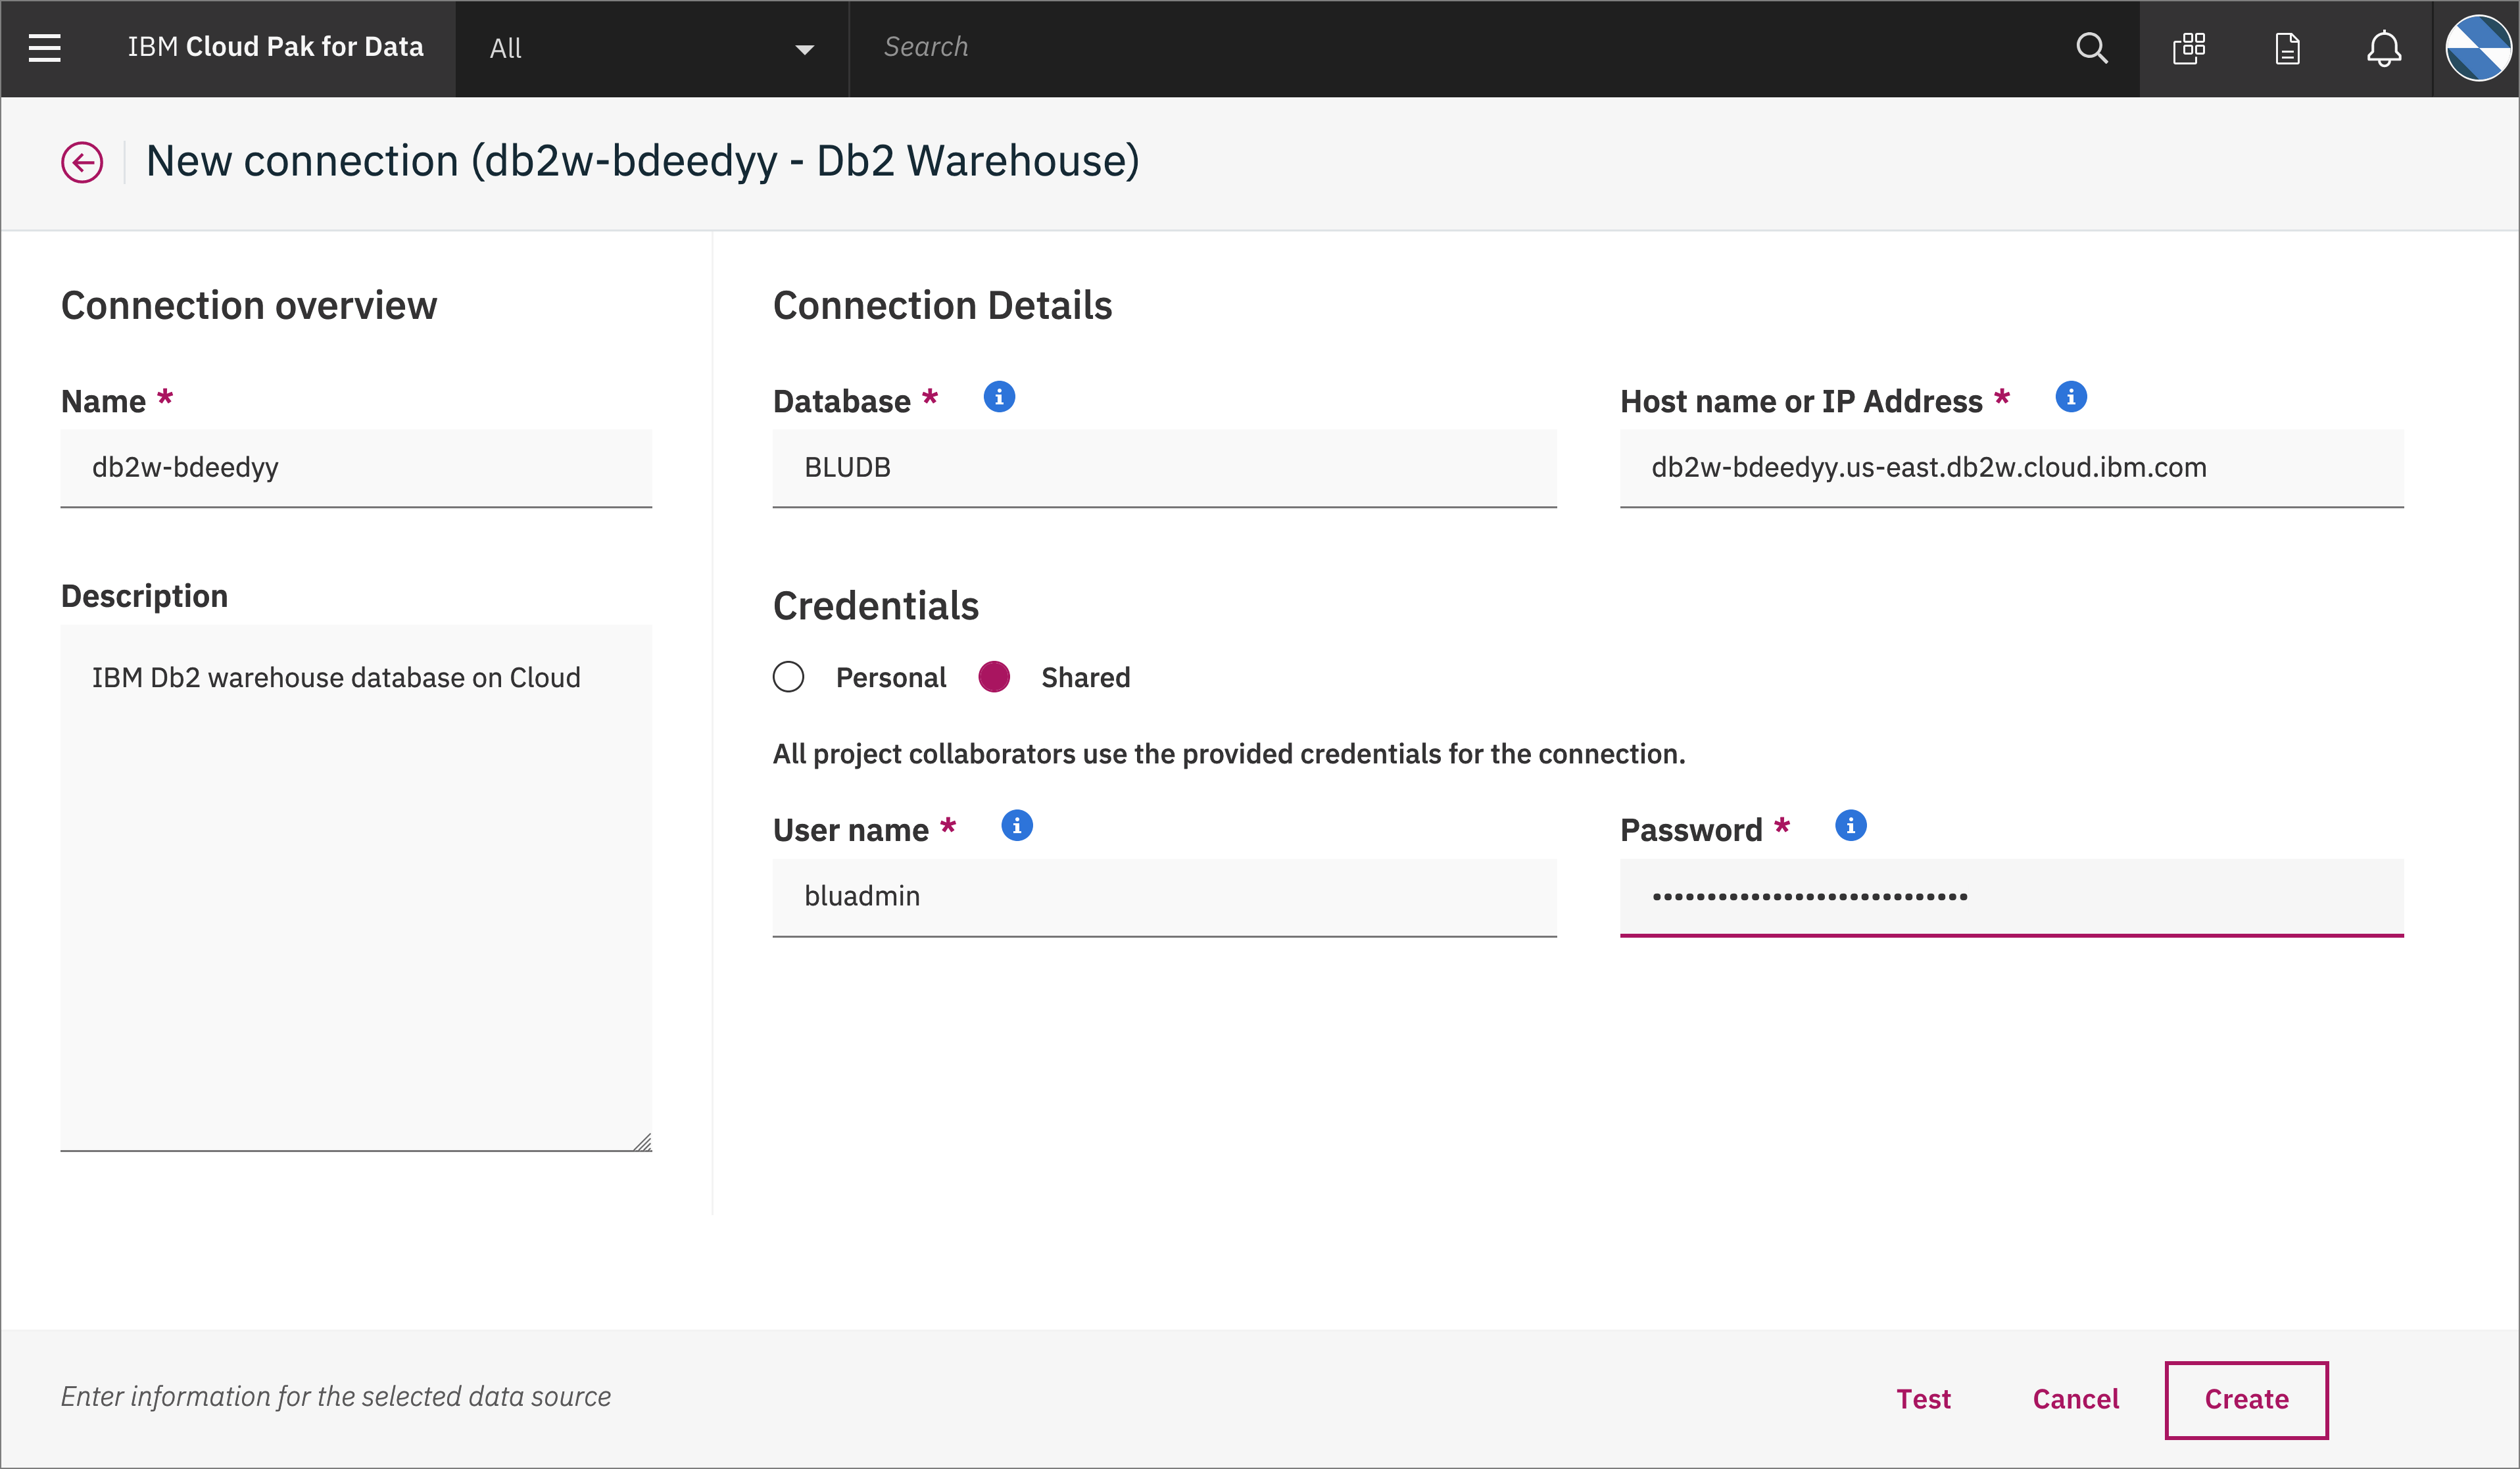 IBM Cloud Pak for Data All Search
New connection (db2w-bdeedyy - Db2 Warehouse)
Connection overview
Name *
db2w-bdeedyy
Description
IBM Db2 warehouse database on Cloud
Connection Details
Database *
BLUDB
Host name or IP Address *
db2w-bdeedyy.us-east.db2w.cloud.ibm.com
Credentials
Personal Shared
All project collaborators use the provided credentials for the connection.
User name *
bluadmin
Password *
•••••••••••••••••••••••••••••
Enter information for the selected data source
Test Cancel Create